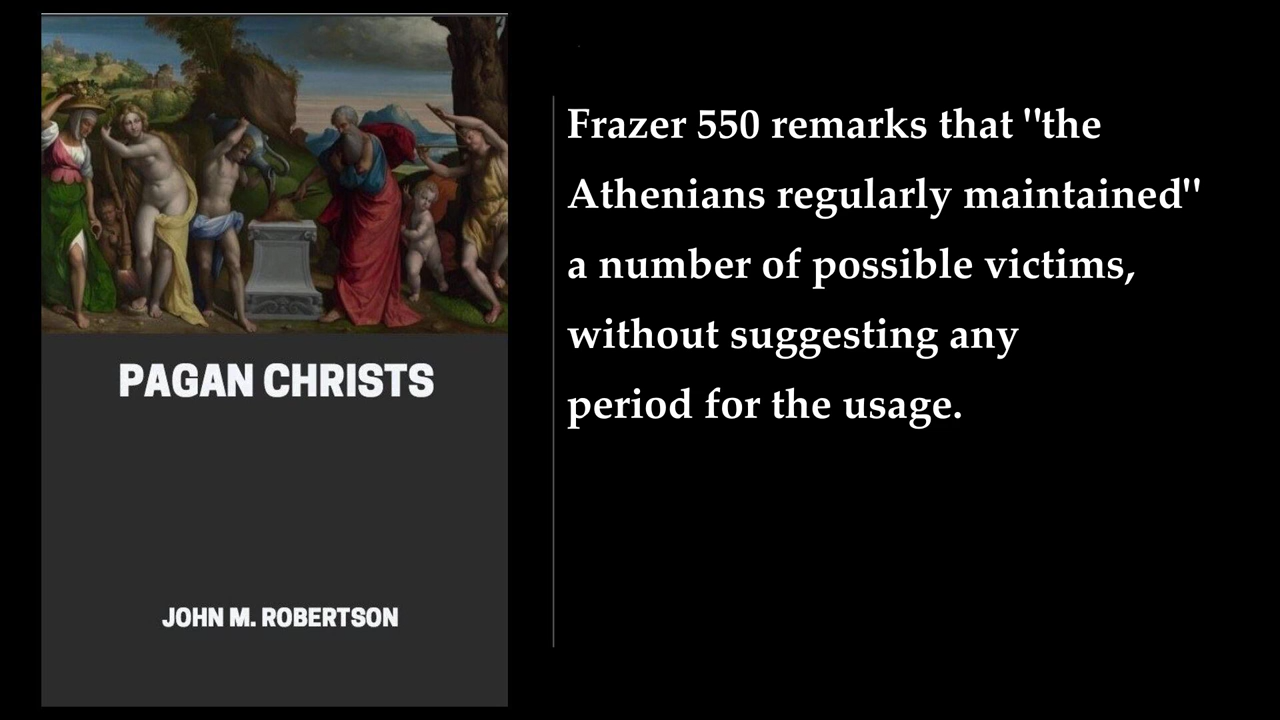 PAGAN CHRISTS
JOHN M. ROBERTSON
Frazer 550 remarks that "the
Athenians regularly maintained"
a number of possible victims,
without suggesting any
period for the usage.